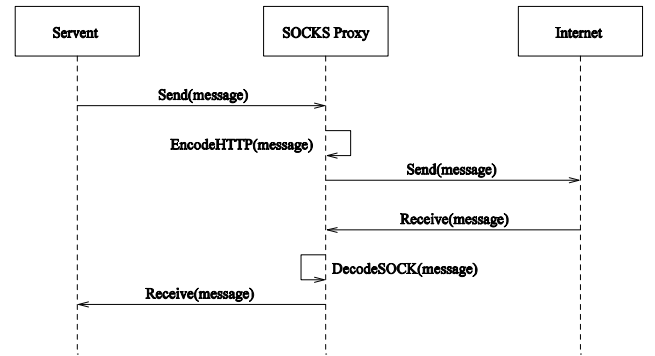 Servent
SOCKS Proxy
Internet
Send(message)
EncodeHTTP(message)
Send(message)
Receive(message)
DecodeSOCK(message)
Receive(message)